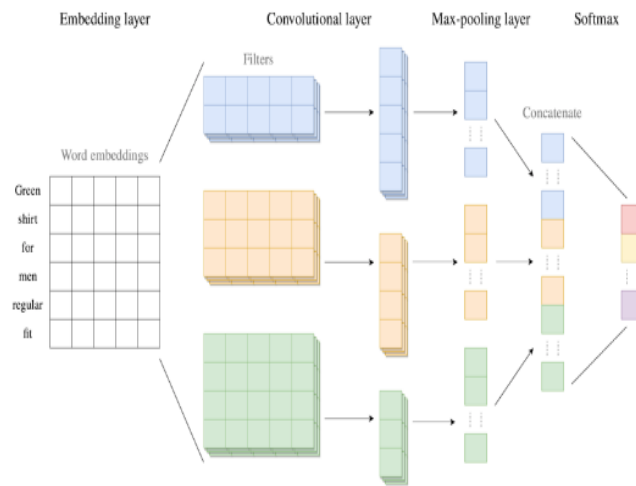 Embedding layer
Convolutional layer
Max-pooling layer
Softmax
Filters
Concatenate
Word embeddings
Green
shirt
for
men
regular
fit